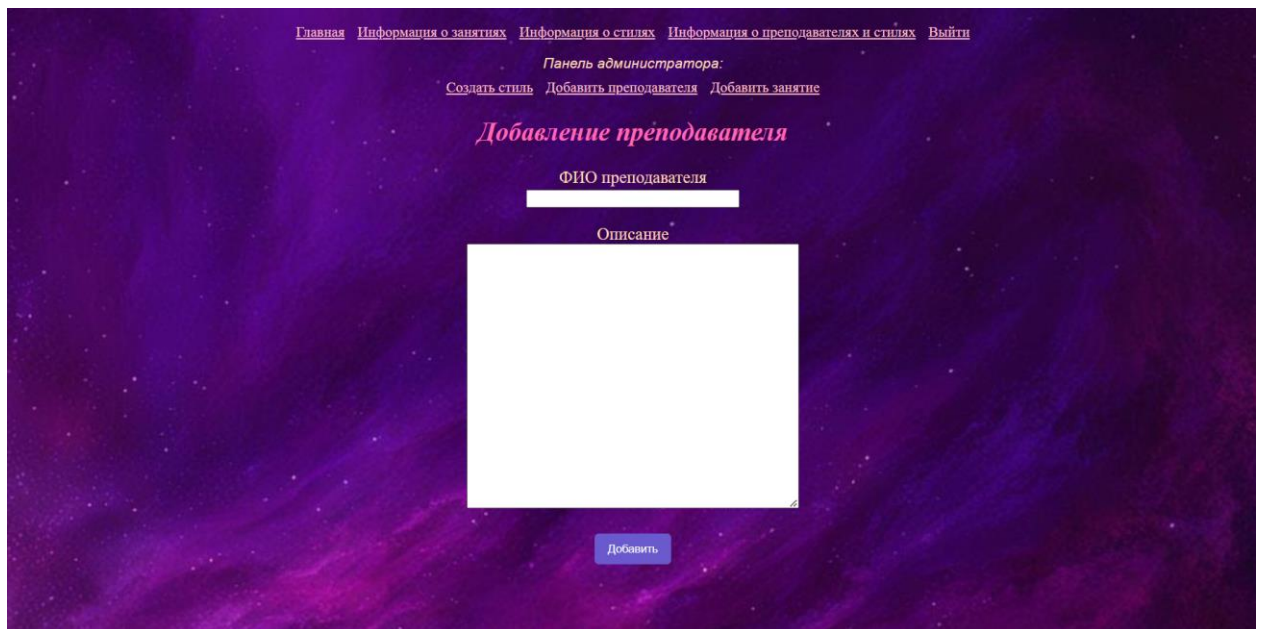 Главная Информация о занятиях Информация о стилях Информация о преподавателях и стилях Выйти
Панель администратора:
Создать стиль Добавить преподавателя Добавить занятие
Добавление преподавателя
ФИО преподавателя
Описание
Добавить